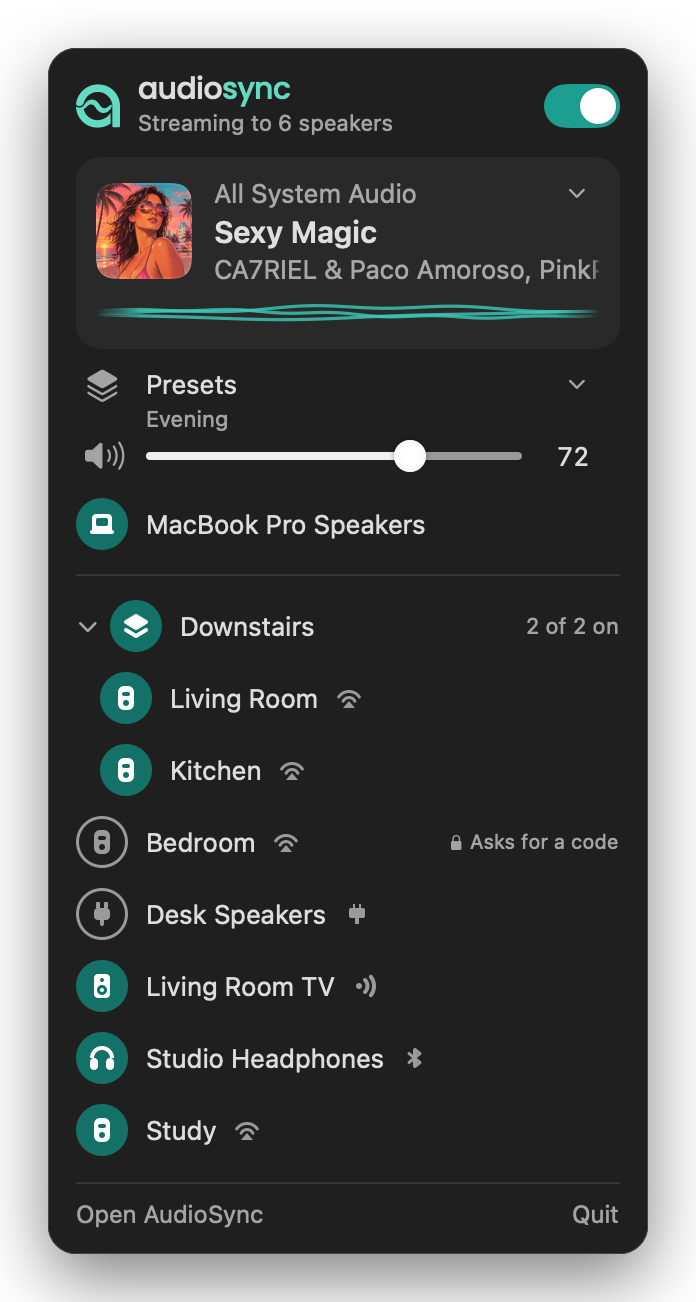 audiosync
Streaming to 6 speakers
All System Audio
Sexy Magic
CA7RIEL & Paco Amoroso, Pink
Presets
Evening
72
MacBook Pro Speakers
Downstairs
2 of 2 on
Living Room
Kitchen
Bedroom
Asks for a code
Desk Speakers
Living Room TV
Studio Headphones
Study
Open AudioSync
Quit